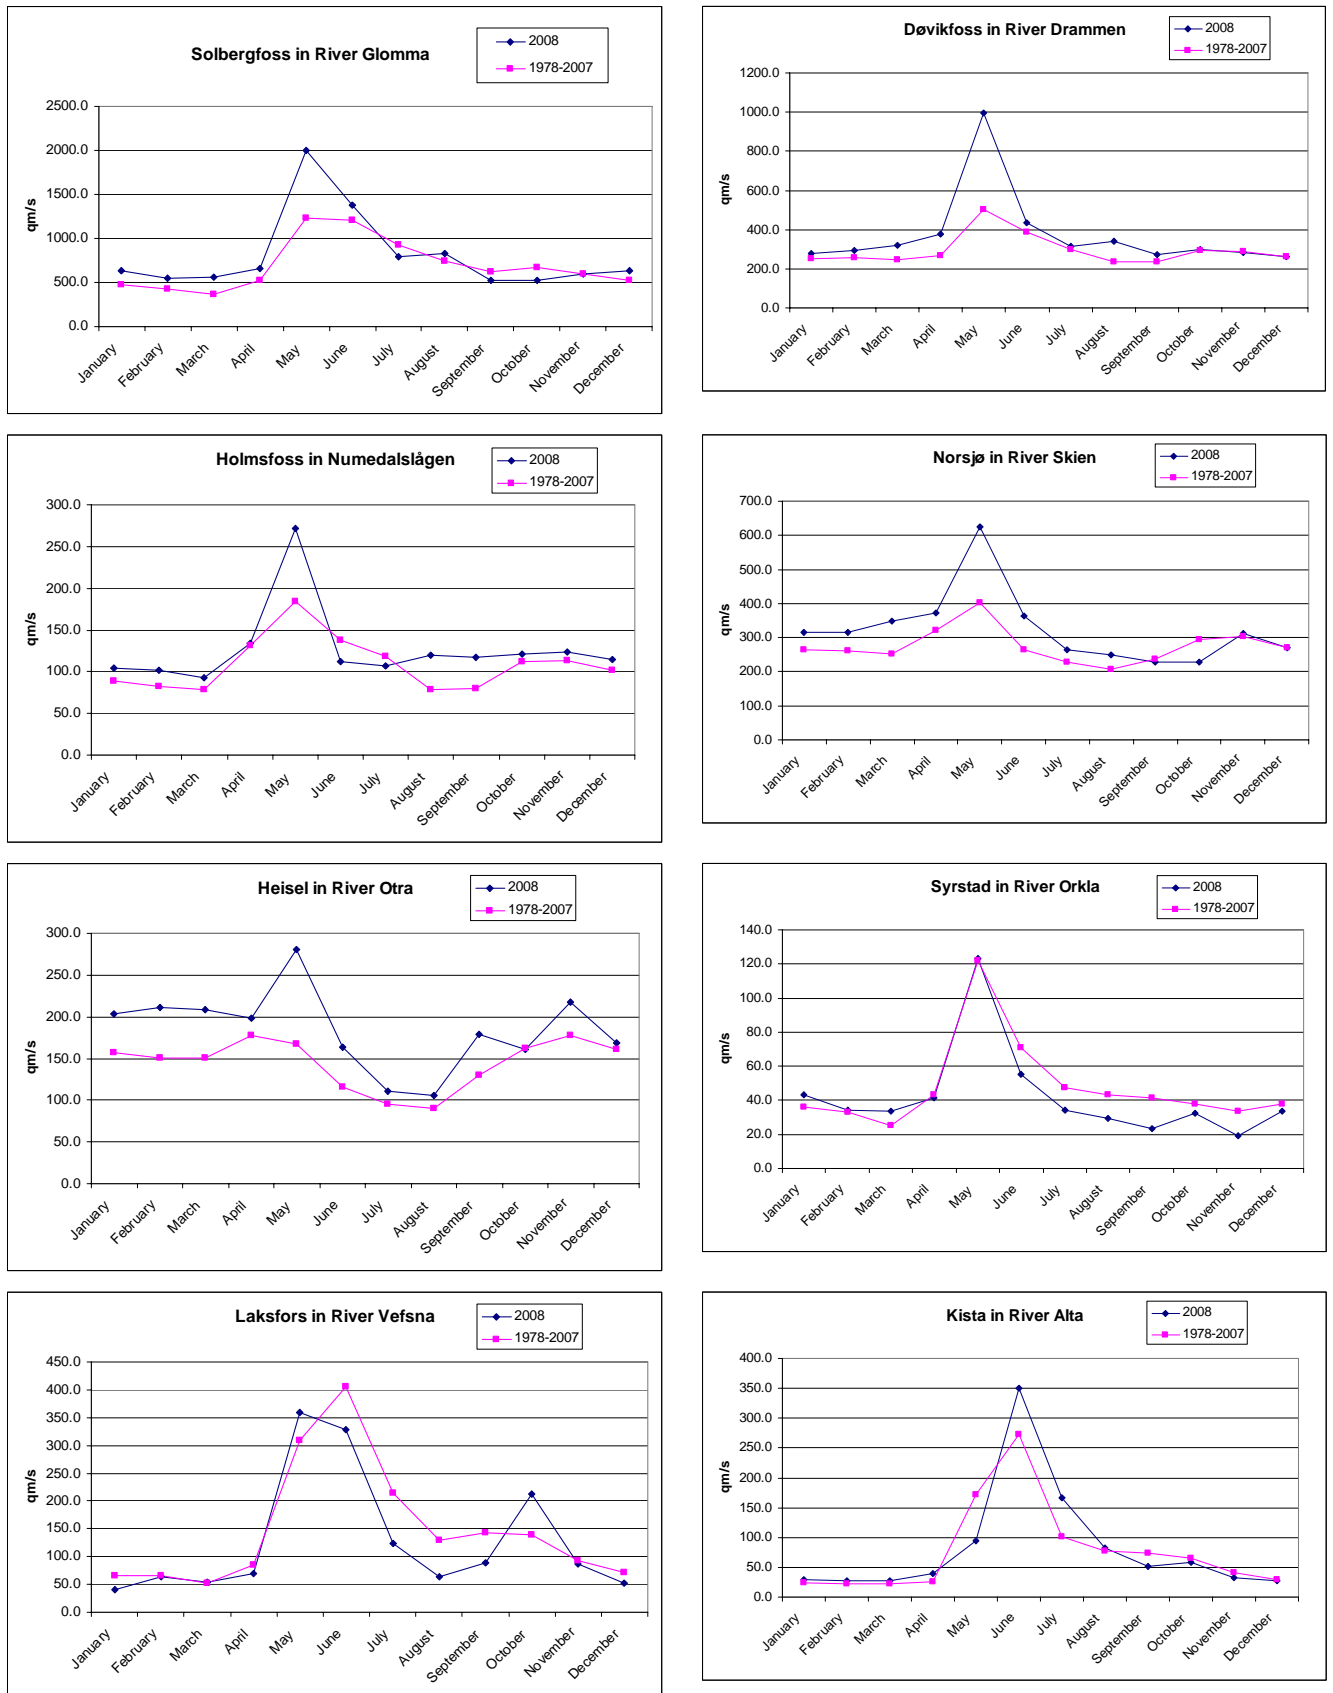 Solbergfoss in River Glomma
2008
1978-2007
2500.0
2000.0
1500.0
1000.0
500.0
0.0
qm/s
January
February
March
April
May
June
July
August
September
October
November
December
Døvikfoss in River Drammen
2008
1978-2007
1200.0
1000.0
800.0
600.0
400.0
200.0
0.0
qm/s
January
February
March
April
May
June
July
August
September
October
November
December
Holmsfoss in Numedalslågen
2008
1978-2007
300.0
250.0
200.0
150.0
100.0
50.0
0.0
qm/s
January
February
March
April
May
June
July
August
September
October
November
December
Norsjø in River Skien
2008
1978-2007
700.0
600.0
500.0
400.0
300.0
200.0
100.0
0.0
qm/s
January
February
March
April
May
June
July
August
September
October
November
December
Heisel in River Otra
2008
1978-2007
300.0
250.0
200.0
150.0
100.0
50.0
0.0
qm/s
January
February
March
April
May
June
July
August
September
October
November
December
Syrstad in River Orkla
2008
1978-2007
140.0
120.0
100.0
80.0
60.0
40.0
20.0
0.0
qm/s
January
February
March
April
May
June
July
August
September
October
November
December
Laksfors in River Vefsna
2008
1978-2007
450.0
400.0
350.0
300.0
250.0
200.0
150.0
100.0
50.0
0.0
qm/s
January
February
March
April
May
June
July
August
September
October
November
December
Kista in River Alta
2008
1978-2007
400.0
350.0
300.0
250.0
200.0
150.0
100.0
50.0
0.0
qm/s
January
February
March
April
May
June
July
August
September
October
November
December